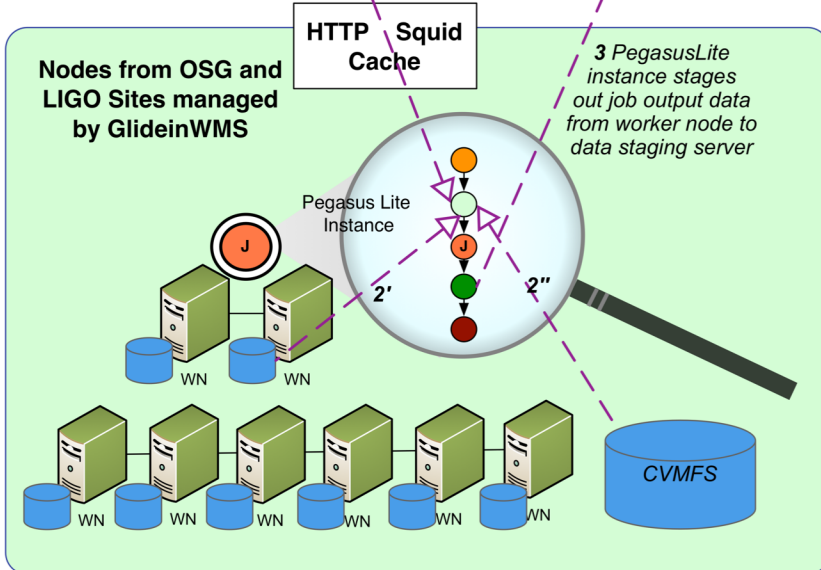 HTTP Squid
Cache
Nodes from OSG and
LIGO Sites managed
by GlideinWMS
3 PegasusLite
instance stages
out job output data
from worker node to
data staging server
Pegasus Lite
Instance
J
J
2'
2''
WN
WN
CVMFS
WN
WN
WN
WN
WN
WN